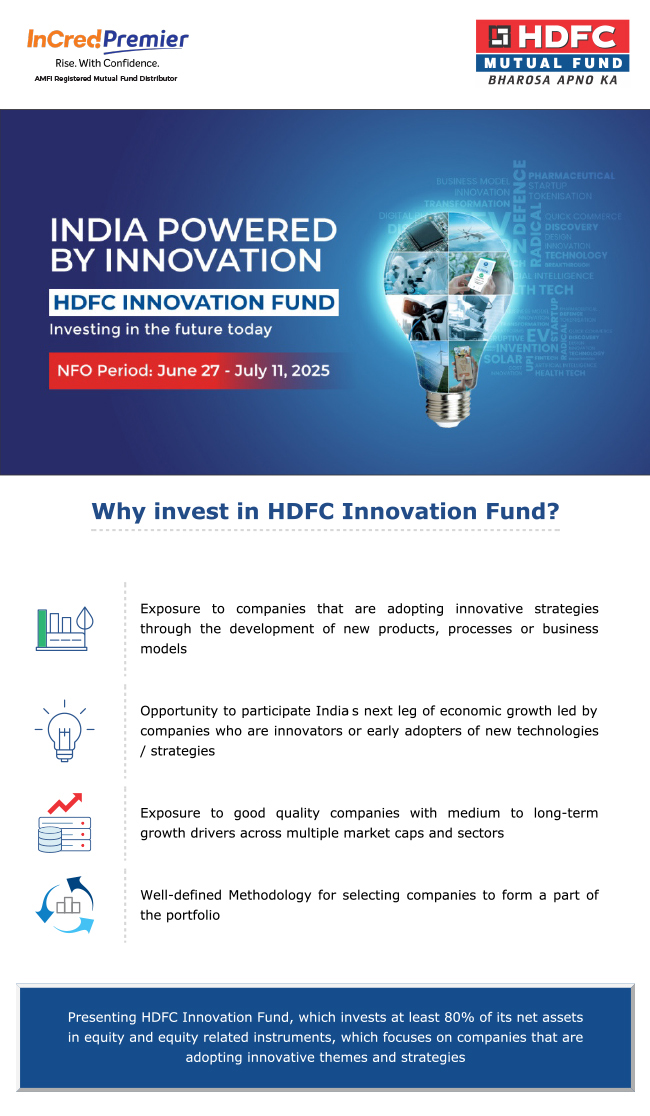 InCred Premier
Rise. With Confidence.
AMFI Registered Mutual Fund Distributor
HDFC
MUTUAL FUND
BHAROSA APNO KA
INDIA POWERED
BY INNOVATION
HDFC INNOVATION FUND
Investing in the future today
NFO Period: June 27 - July 11, 2025
BUSINESS MODEL
INNOVATION
TRANSFORMATION
DEFENCE
PHARMACEUTICAL
STARTUP
TOKENISATION
RADICAL
QUICK COMMERCE
DISCOVERY
DESIGN
INNOVATION
TECHNOLOGY
EV
STARTUP
RADICAL
INVENTION
SOLAR
UPI
HEALTH TECH
Why invest in HDFC Innovation Fund?
Exposure to companies that are adopting innovative strategies
through the development of new products, processes or business
models
Opportunity to participate India s next leg of economic growth led by
companies who are innovators or early adopters of new technologies
/ strategies
Exposure to good quality companies with medium to long-term
growth drivers across multiple market caps and sectors
Well-defined Methodology for selecting companies to form a part of
the portfolio
Presenting HDFC Innovation Fund, which invests at least 80% of its net assets
in equity and equity related instruments, which focuses on companies that are
adopting innovative themes and strategies